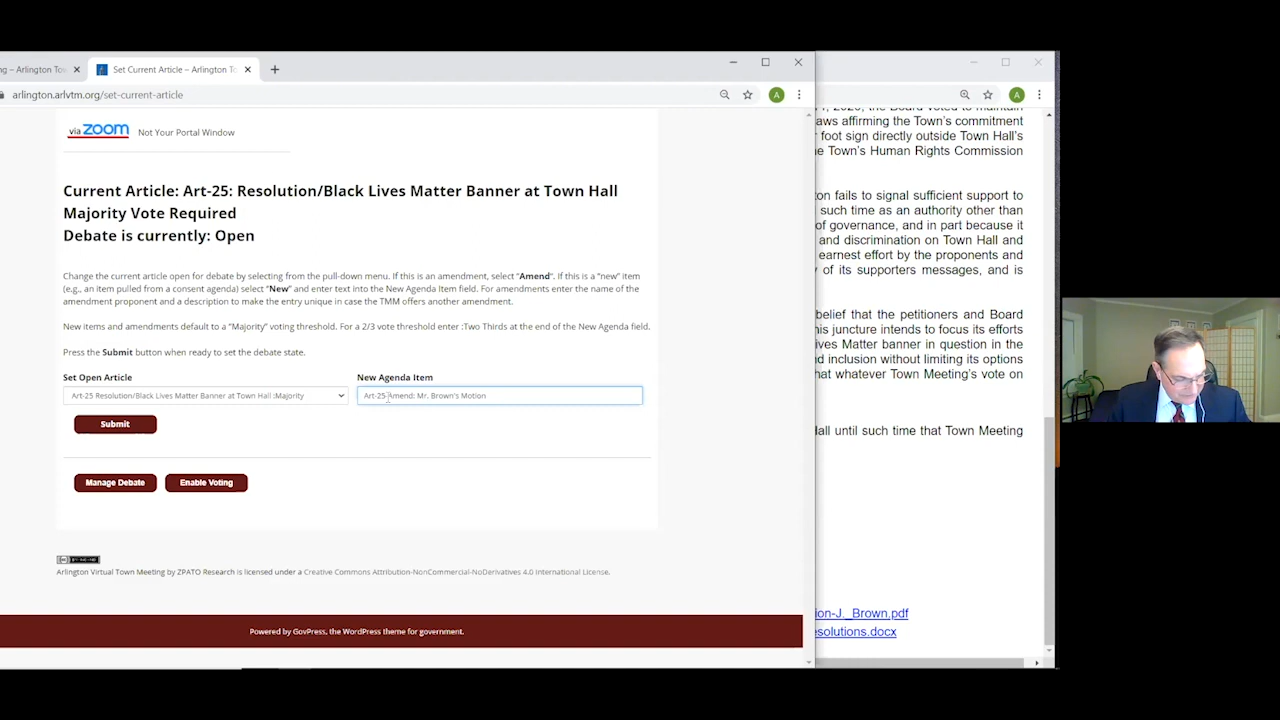 ng – Arlington To
Set Current Article – Arlington To
arlington.arlvtm.org/set-current-article
A
A
via zoom Not Your Portal Window
Current Article: Art-25: Resolution/Black Lives Matter Banner at Town Hall
Majority Vote Required
Debate is currently: Open
Change the current article open for debate by selecting from the pull-down menu. If this is an amendment, select "Amend". If this is a "new" item
(e.g., an item pulled from a consent agenda) select "New" and enter text into the New Agenda Item field. For amendments enter the name of the
amendment proponent and a description to make the entry unique in case the TMM offers another amendment.
New items and amendments default to a "Majority" voting threshold. For a 2/3 vote threshold enter :Two Thirds at the end of the New Agenda field.
Press the Submit button when ready to set the debate state.
Set Open Article
New Agenda Item
Art-25 Resolution/Black Lives Matter Banner at Town Hall :Majority
Art-25 Amend: Mr. Brown's Motion
Submit
Manage Debate
Enable Voting
Arlington Virtual Town Meeting by ZPATO Research is licensed under a Creative Commons Attribution-NonCommercial-NoDerivatives 4.0 International License.
Powered by GovPress, the WordPress theme for government.
, 2020, the Board voted to maintain
aws affirming the Town's commitment
foot sign directly outside Town Hall's
e Town's Human Rights Commission
on fails to signal sufficient support to
such time as an authority other than
of governance, and in part because it
and discrimination on Town Hall and
earnest effort by the proponents and
of its supporters messages, and is
belief that the petitioners and Board
his juncture intends to focus its efforts
ives Matter banner in question in the
d inclusion without limiting its options
hat whatever Town Meeting's vote on
Hall until such time that Town Meeting
ion-J._Brown.pdf
esolutions.docx